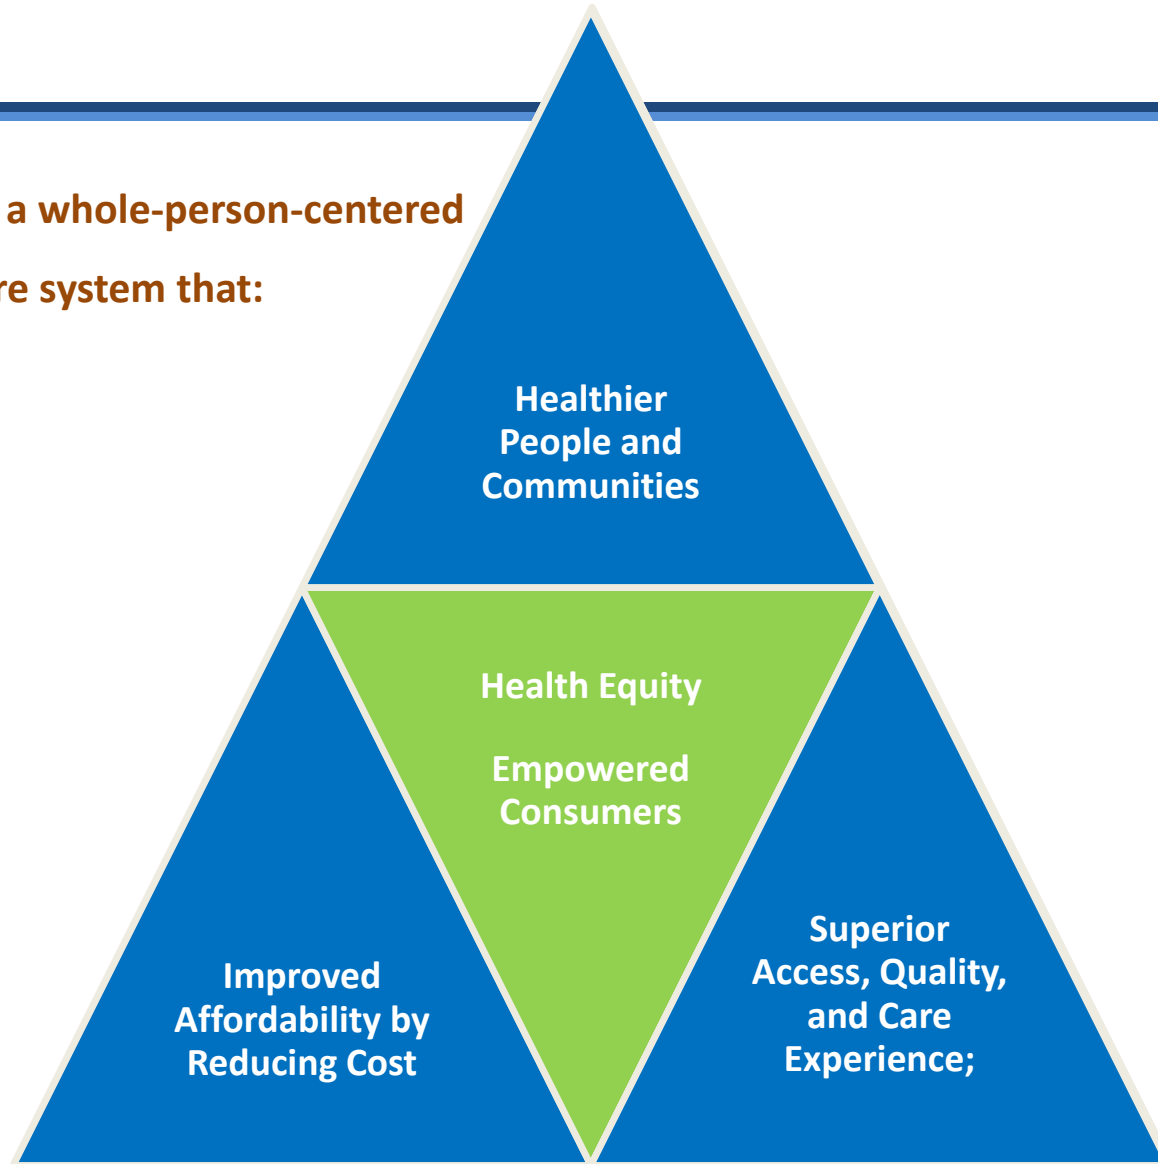 a whole-person-centered
re system that:
Healthier
People and
Communities
Health Equity
Empowered
Consumers
Improved
Affordability by
Reducing Cost
Superior
Access, Quality,
and Care
Experience;